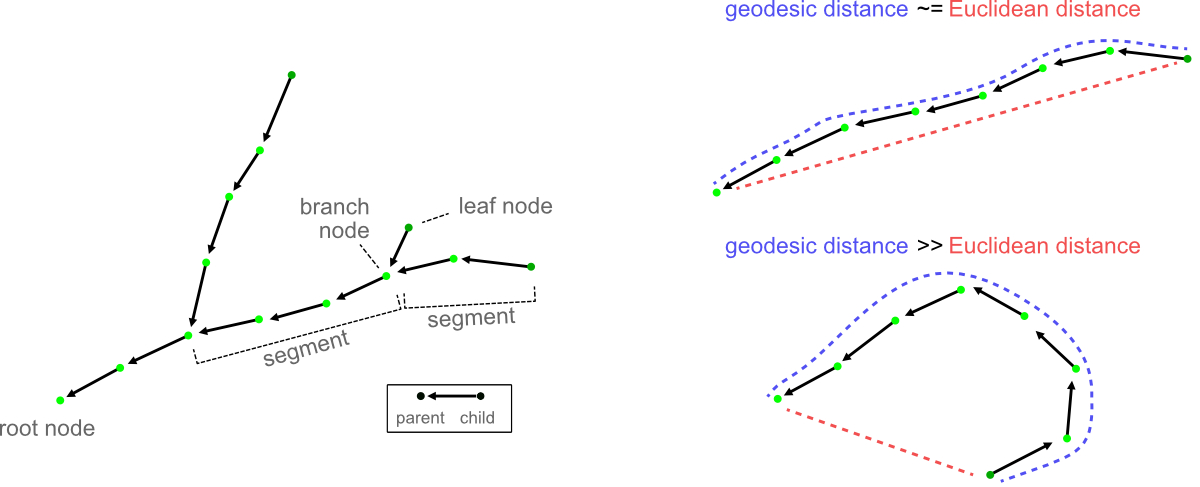 geodesic distance ~= Euclidean distance
branch
node
leaf node
segment
segment
parent child
root node
geodesic distance >> Euclidean distance